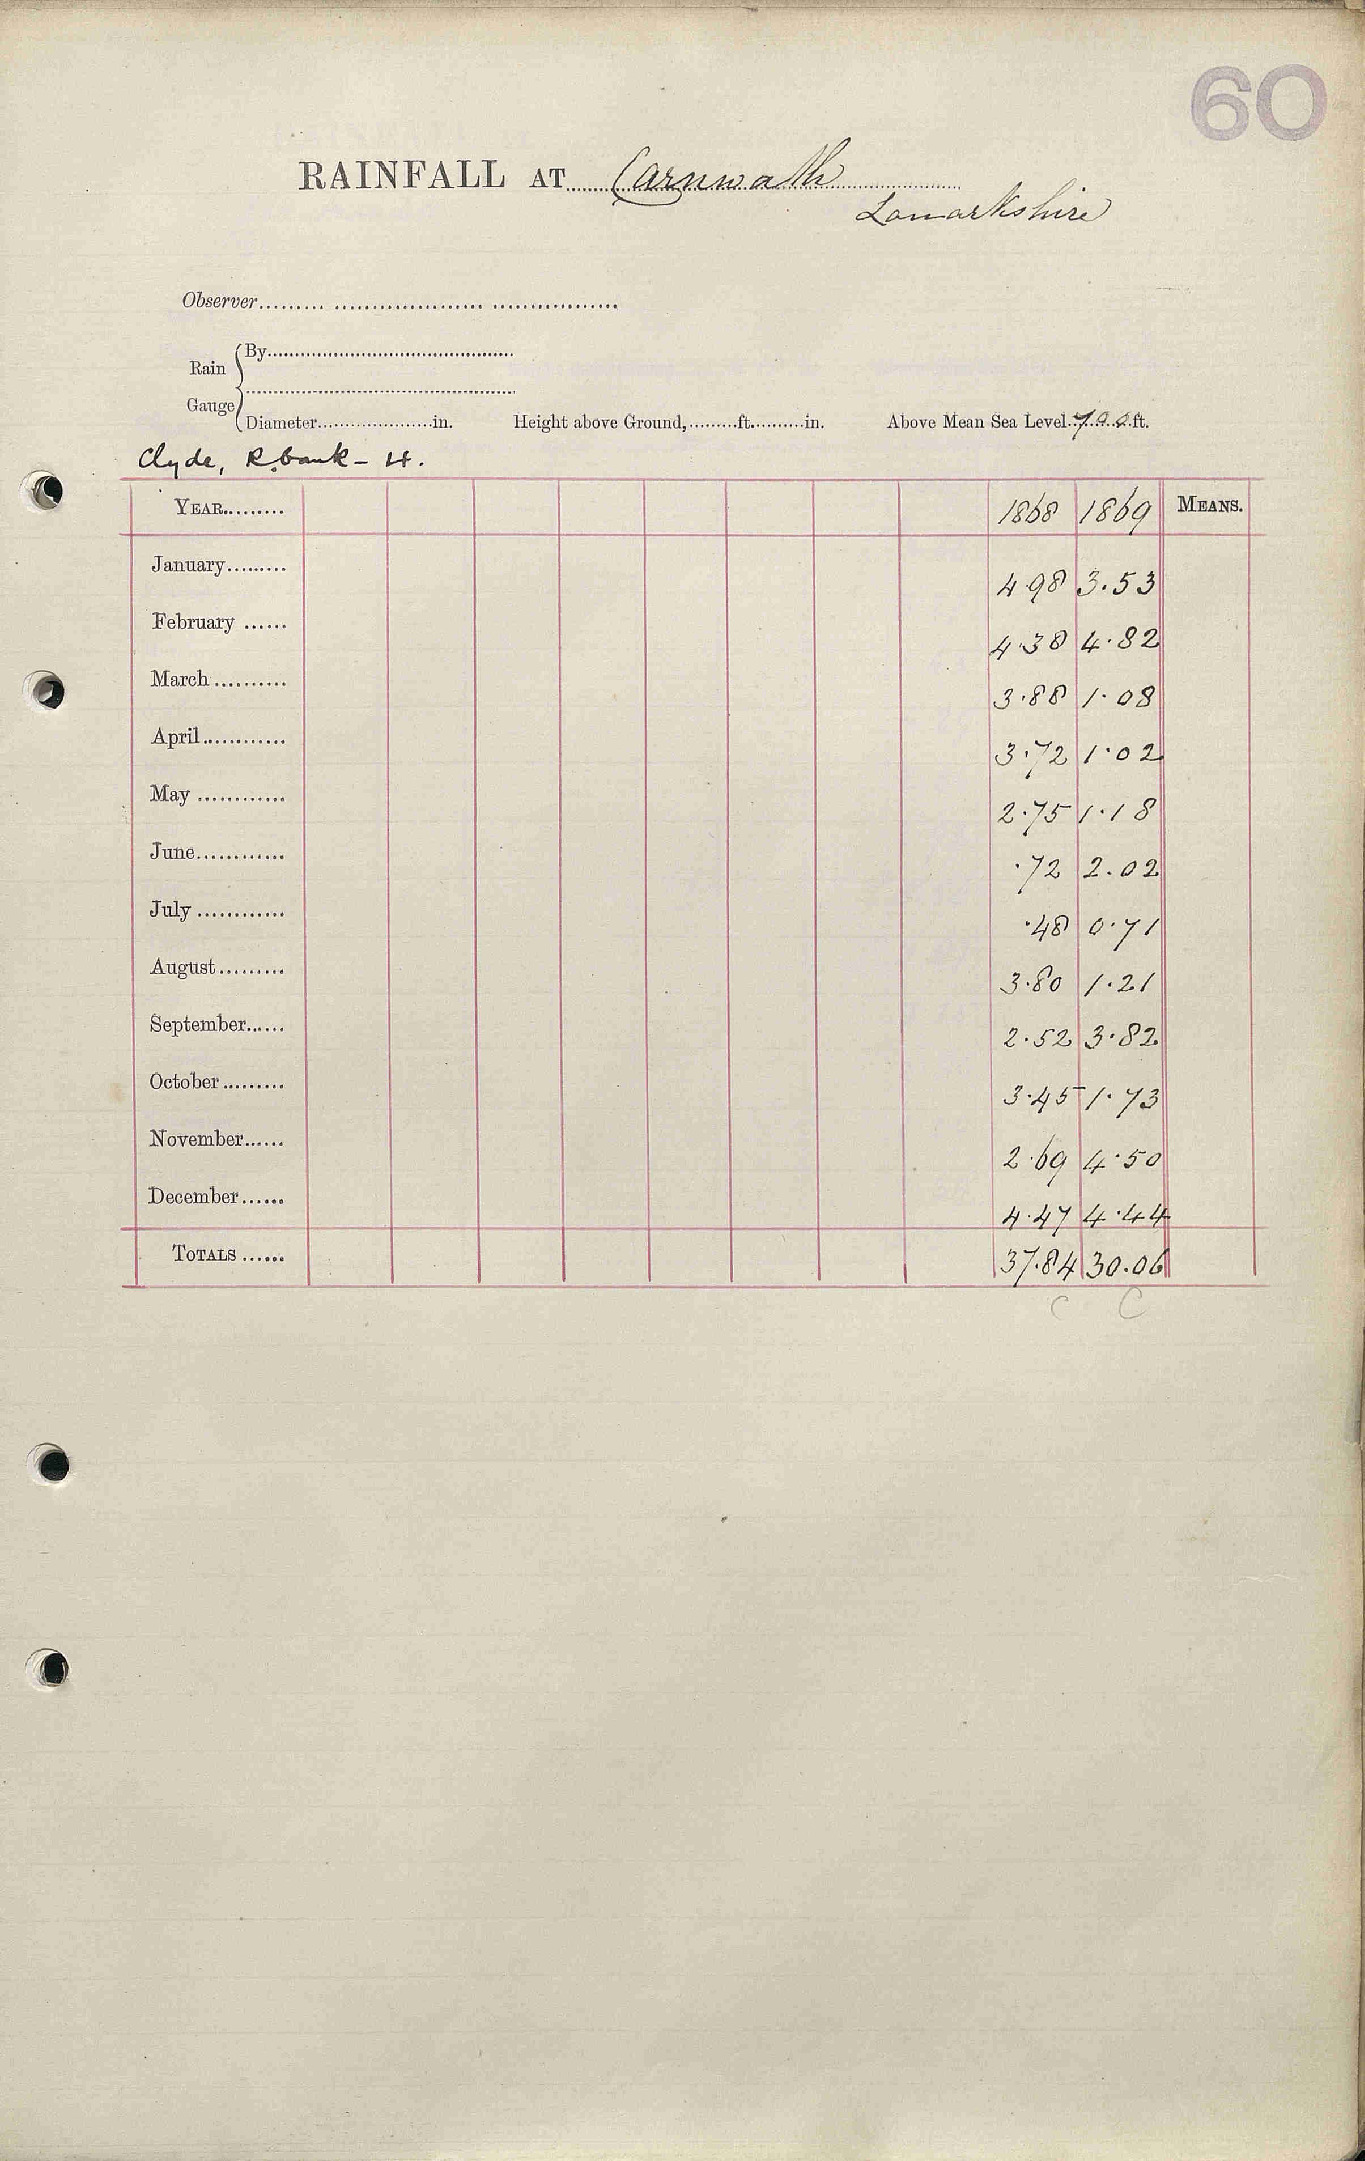 60
RAINFALL AT Carnwath
Lanarkshire
Observer
Rain Gauge
By
Diameter in. Height above Ground, ft. in. Above Mean Sea Level 700 ft.
Clyde, R. bank – H.
YEAR 1868 1869 MEANS.
January 4.98 3.53
February 4.38 4.82
March 3.88 1.08
April 3.72 1.02
May 2.75 1.18
June .72 2.02
July .48 0.71
August 3.80 1.21
September 2.52 3.82
October 3.45 1.73
November 2.69 4.50
December 4.47 4.44
TOTALS 37.84 30.06
C C